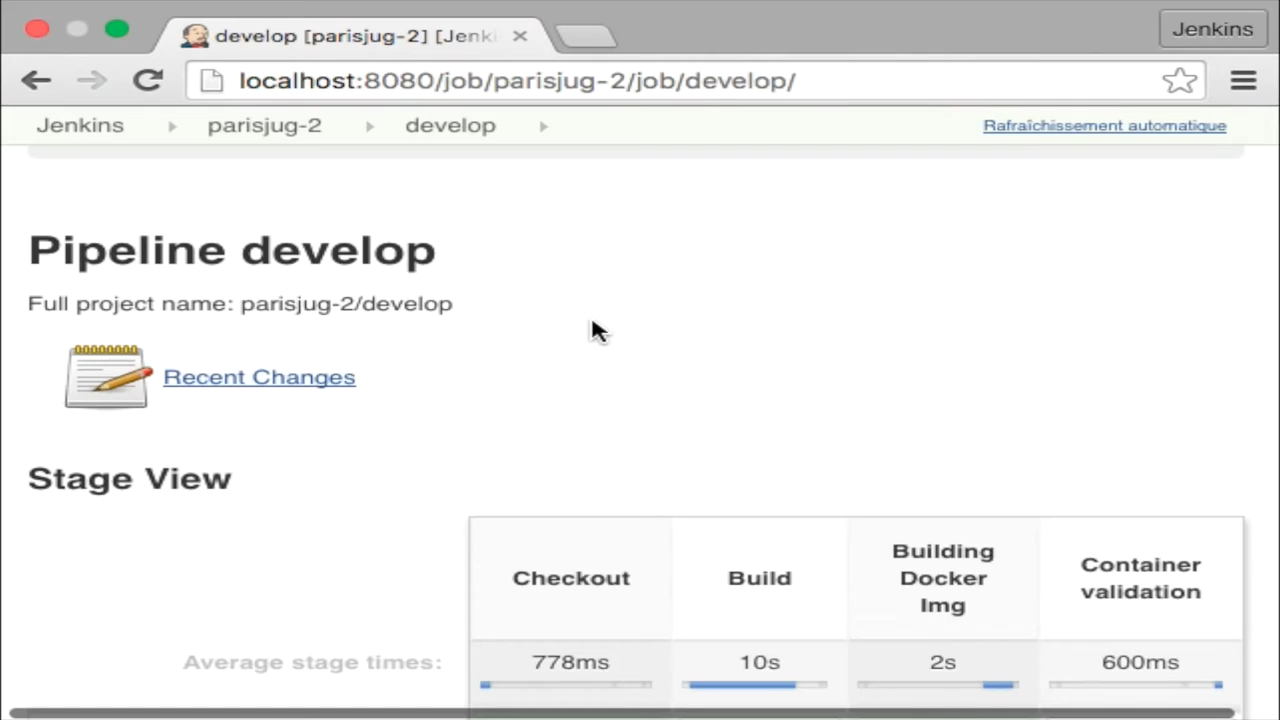 develop [parisjug-2] [Jenki
Jenkins
localhost:8080/job/parisjug-2/job/develop/
Jenkins parisjug-2 develop
Rafraîchissement automatique
Pipeline develop
Full project name: parisjug-2/develop
Recent Changes
Stage View
Checkout
Build
Building
Docker
Img
Container
validation
Average stage times:
778ms
10s
2s
600ms